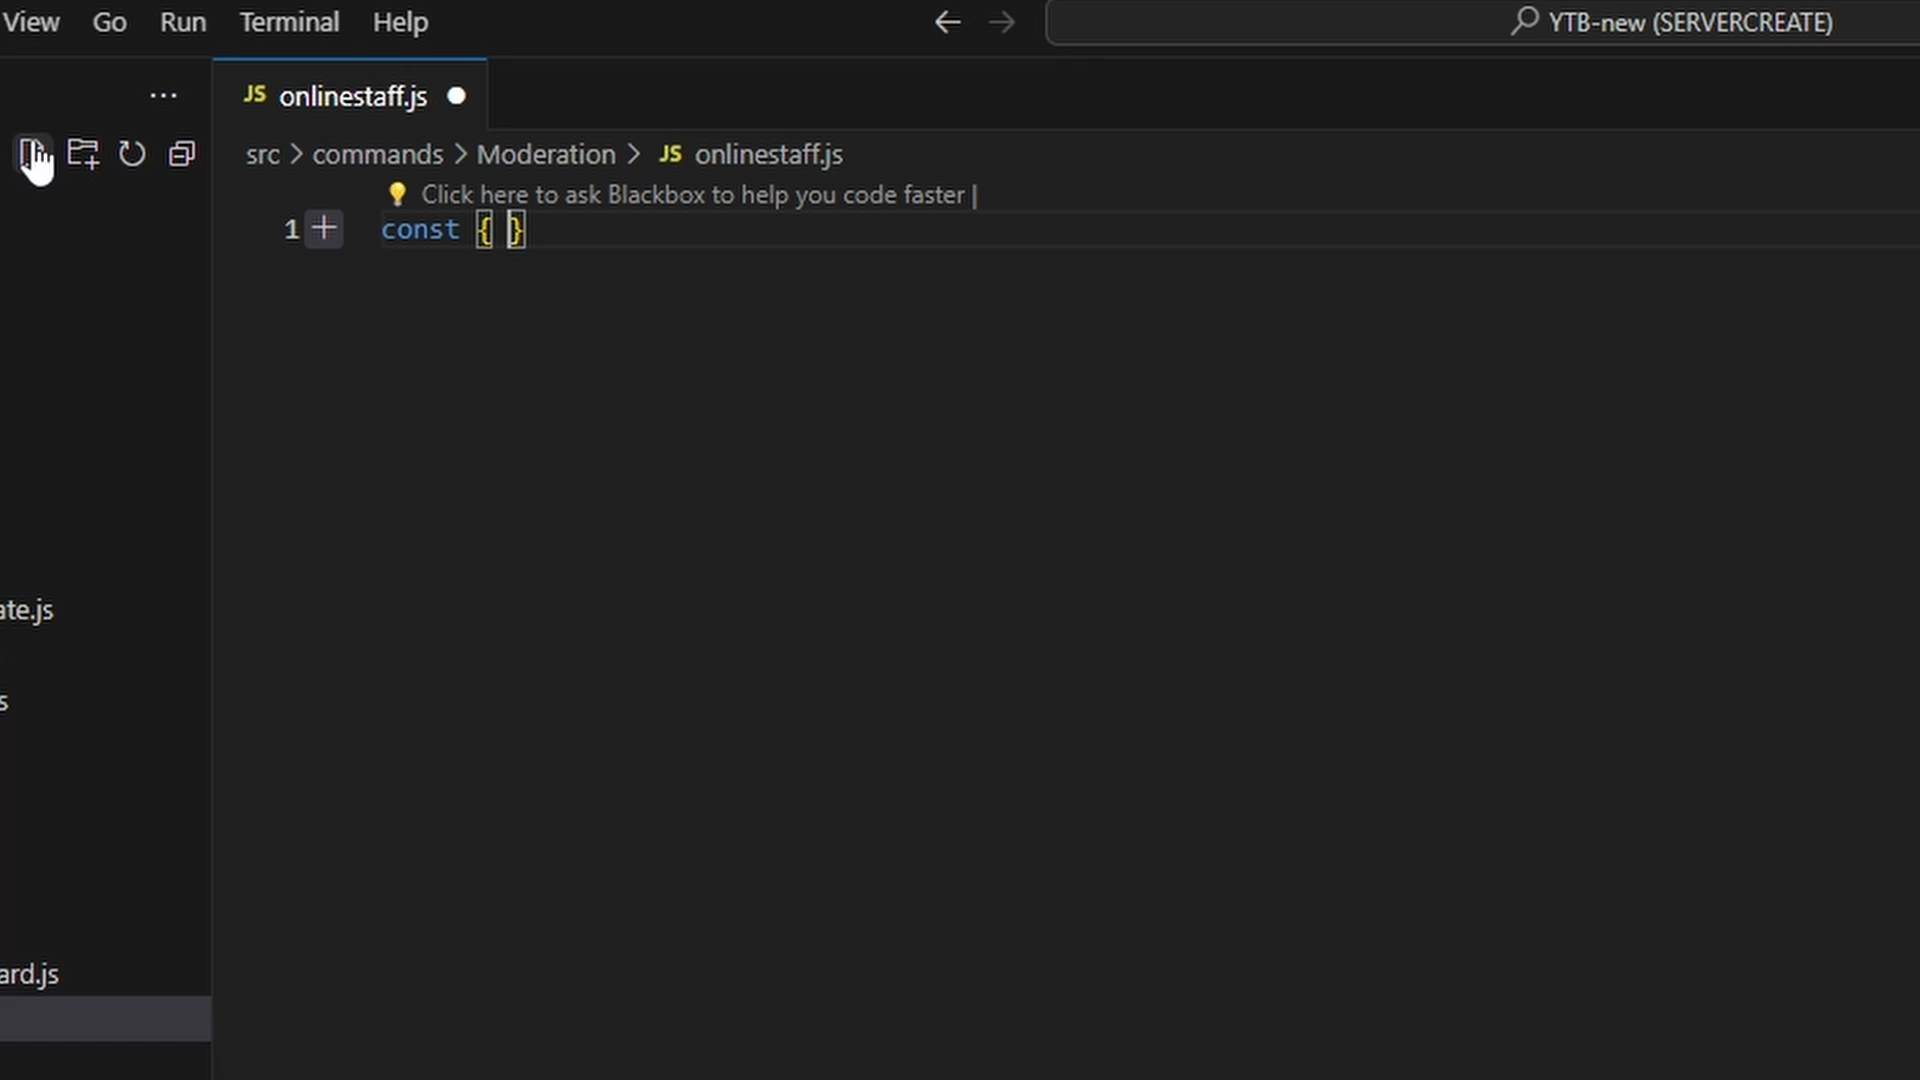 View Go Run Terminal Help YTB-new (SERVERCREATE)
JS onlinestaff.js
src > commands > Moderation > JS onlinestaff.js
Click here to ask Blackbox to help you code faster |
1 + const { }
ate.js
s
ard.js